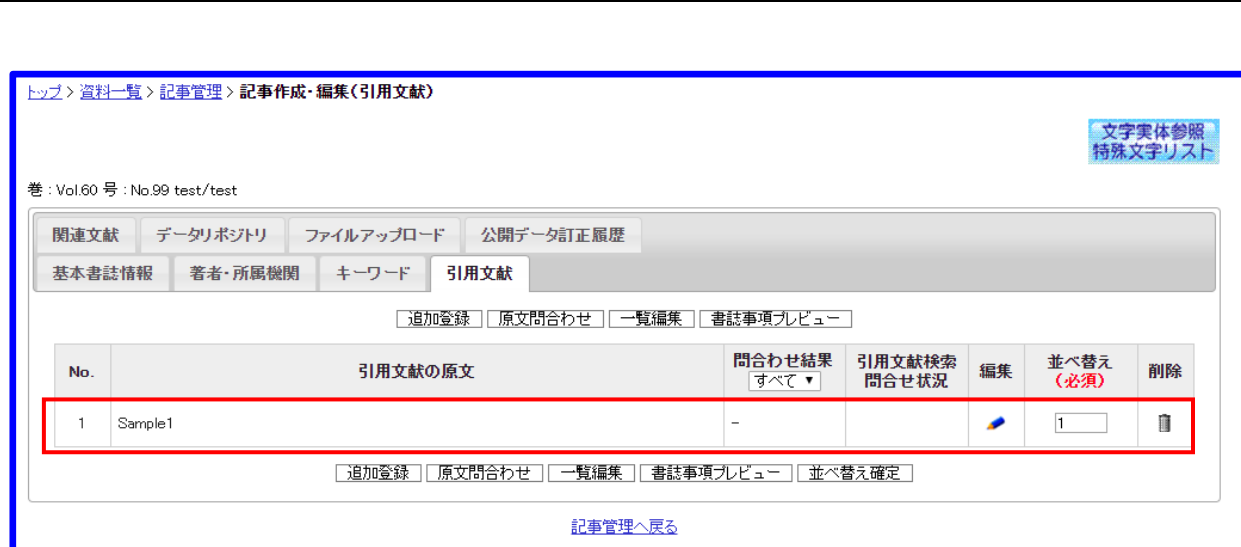 トップ > 資料一覧 > 記事管理 > 記事作成・編集(引用文献)
文字実体参照
特殊文字リスト
巻 : Vol.60 号 : No.99 test/test
関連文献 データリポジトリ ファイルアップロード 公開データ訂正履歴
基本書誌情報 著者・所属機関 キーワード 引用文献
追加登録 原文問合わせ 一覧編集 書誌事項プレビュー
No. 引用文献の原文 問合わせ結果 すべて ▼ 引用文献検索 問合せ状況 編集 並べ替え (必須) 削除
1 Sample1 - 1
追加登録 原文問合わせ 一覧編集 書誌事項プレビュー 並べ替え確定
記事管理へ戻る